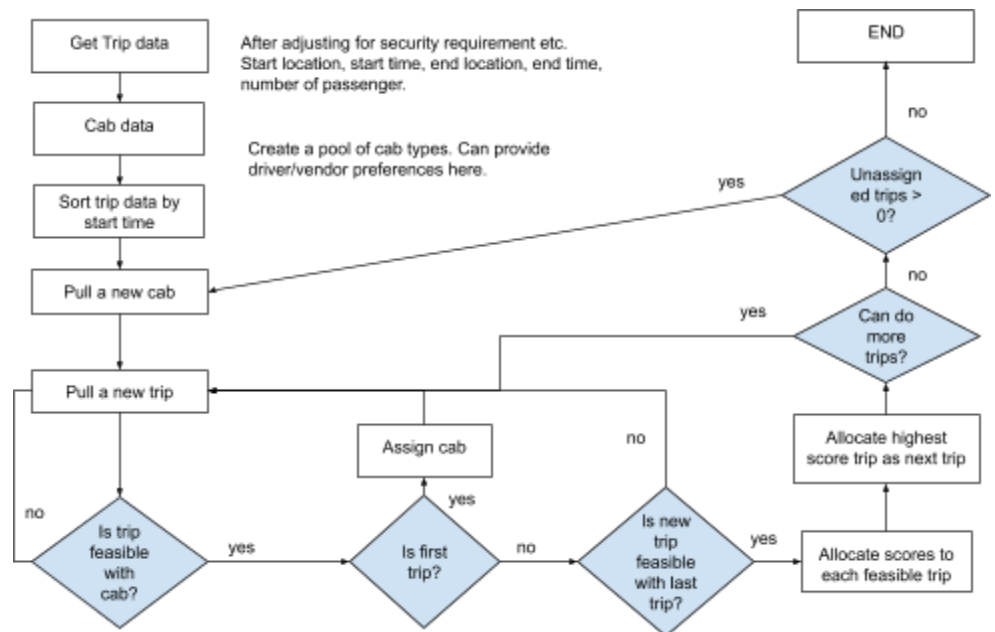 Get Trip data
After adjusting for security requirement etc.
Start location, start time, end location, end time,
number of passenger.
END
no
Cab data
Create a pool of cab types. Can provide
driver/vendor preferences here.
Unassign
ed trips >
0?
yes
Sort trip data by
start time
no
Pull a new cab
Can do
more
trips?
yes
Pull a new trip
Assign cab
no
Allocate highest
score trip as next trip
yes
no
Is trip
feasible
with
cab?
yes
Is first
trip?
no
Is new
trip
feasible
with last
trip?
yes
Allocate scores to
each feasible trip